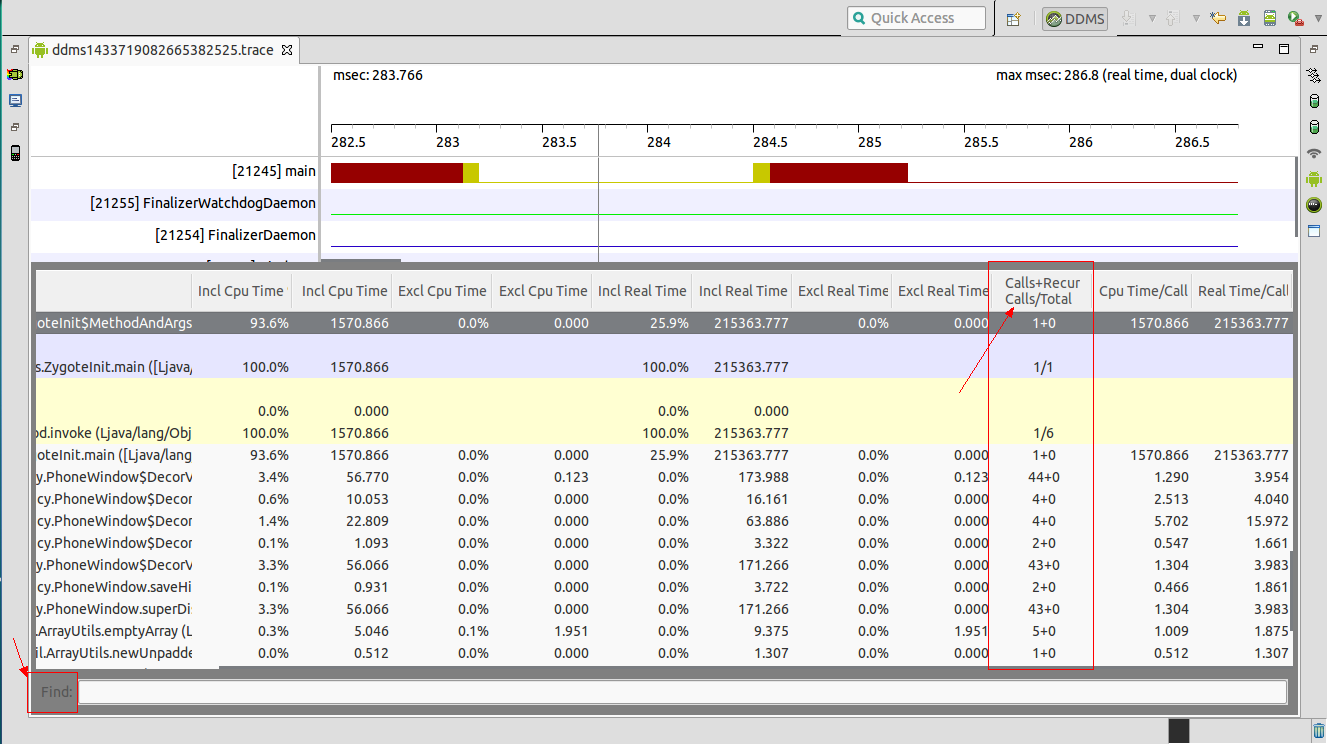 Quick Access
DDMS
ddms1433719082665382525.trace
msec: 283.766 max msec: 286.8 (real time, dual clock)
282.5 283 283.5 284 284.5 285 285.5 286 286.5
[21245] main
[21255] FinalizerWatchdogDaemon
[21254] FinalizerDaemon
Incl Cpu Time Incl Cpu Time Excl Cpu Time Excl Cpu Time Incl Real Time Incl Real Time Excl Real Time Excl Real Time Calls+Recur Cpu Time/Call Real Time/Call
Calls/Total
oteInit$MethodAndArgs 93.6% 1570.866 0.0% 0.000 25.9% 215363.777 0.0% 0.000 1+0 1570.866 215363.777
s.ZygoteInit.main ([Ljava/ 100.0% 1570.866 100.0% 215363.777 1/1
0.0% 0.000 0.0% 0.000
od.invoke (Ljava/lang/Obj 100.0% 1570.866 100.0% 215363.777 1/6
oteInit.main ([Ljava/lang 93.6% 1570.866 0.0% 0.000 25.9% 215363.777 0.0% 0.000 1+0 1570.866 215363.777
cy.PhoneWindow$DecorV 3.4% 56.770 0.0% 0.123 0.0% 173.988 0.0% 0.123 44+0 1.290 3.954
cy.PhoneWindow$Decor 0.6% 10.053 0.0% 0.000 0.0% 16.161 0.0% 0.000 4+0 2.513 4.040
cy.PhoneWindow$Decor 1.4% 22.809 0.0% 0.000 0.0% 63.886 0.0% 0.000 4+0 5.702 15.972
cy.PhoneWindow$Decor 0.1% 1.093 0.0% 0.000 0.0% 3.322 0.0% 0.000 2+0 0.547 1.661
cy.PhoneWindow$DecorV 3.3% 56.066 0.0% 0.000 0.0% 171.266 0.0% 0.000 43+0 1.304 3.983
cy.PhoneWindow.saveHi 0.1% 0.931 0.0% 0.000 0.0% 3.722 0.0% 0.000 2+0 0.466 1.861
cy.PhoneWindow.superDi 3.3% 56.066 0.0% 0.000 0.0% 171.266 0.0% 0.000 43+0 1.304 3.983
.ArrayUtils.emptyArray (L 0.3% 5.046 0.1% 1.951 0.0% 9.375 0.0% 1.951 5+0 1.009 1.875
il.ArrayUtils.newUnpadde 0.0% 0.512 0.0% 0.000 0.0% 1.307 0.0% 0.000 1+0 0.512 1.307
Find: